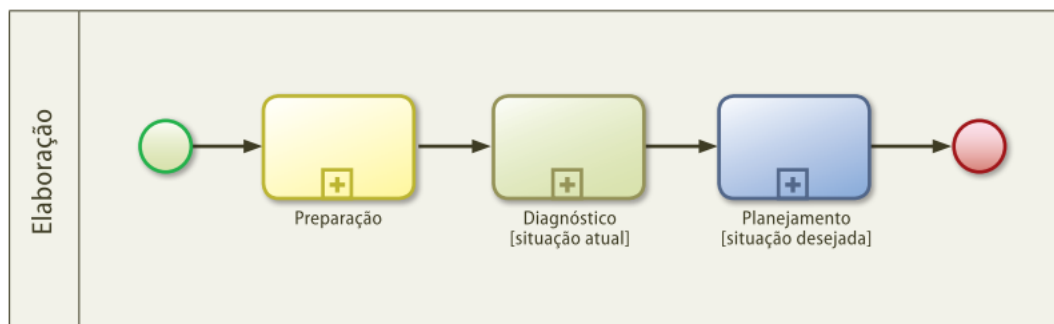 Elaboração
Preparação
Diagnóstico
[situação atual]
Planejamento
[situação desejada]